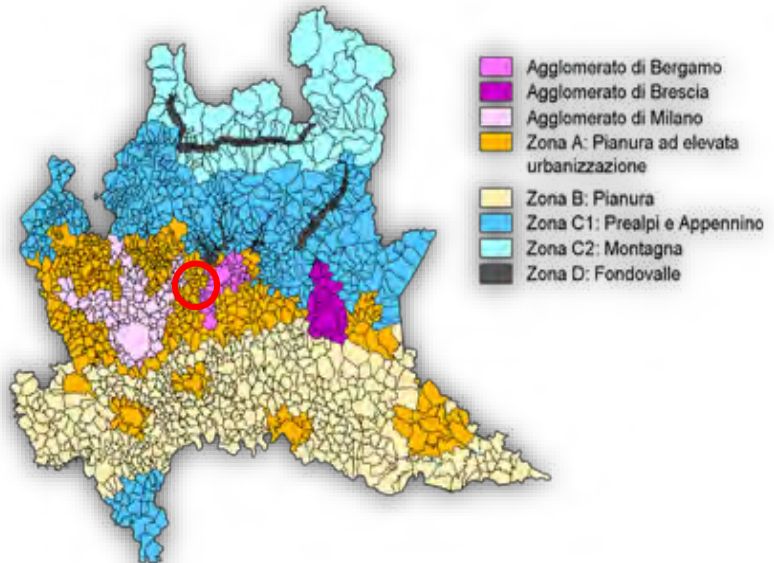 Agglomerato di Bergamo
Agglomerato di Brescia
Agglomerato di Milano
Zona A: Pianura ad elevata
urbanizzazione
Zona B: Pianura
Zona C1: Prealpi e Appennino
Zona C2: Montagna
Zona D: Fondovalle